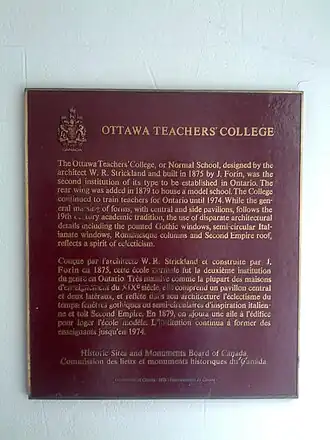 OTTAWA TEACHERS' COLLEGE
The Ottawa Teachers' College, or Normal School, designed by the
architect W. R. Strickland and built in 1875 by J. Forin, was the
second institution of its type to be established in Ontario. The
rear wing was added in 1879 to house a model school. The College
continued to train teachers for Ontario until 1974. While the gen-
eral massing of forms, with central and side pavilions, follows the
19th century academic tradition, the use of disparate architectural
details including the pointed Gothic windows, semi-circular Ital-
ianate windows, Romanesque columns and Second Empire roof,
reflects a spirit of eclecticism.
Conçue par l'architecte W. R. Strickland et construite par J.
Forin en 1875, cette école normale fut la deuxième institution
du genre en Ontario. Très massive comme la plupart des maisons
d'enseignement du XIXe siècle, elle comprend un pavillon central
et deux latéraux, et reflète dans son architecture l'éclectisme du
temps: fenêtres gothiques ou semi-circulaires d'inspiration italien-
ne et toit Second Empire. En 1879, on ajouta une aile à l'édifice
pour loger l'école modèle. L'institution continua à former des
enseignants jusqu'en 1974.
Historic Sites and Monuments Board of Canada
Commission des lieux et monuments historiques du Canada